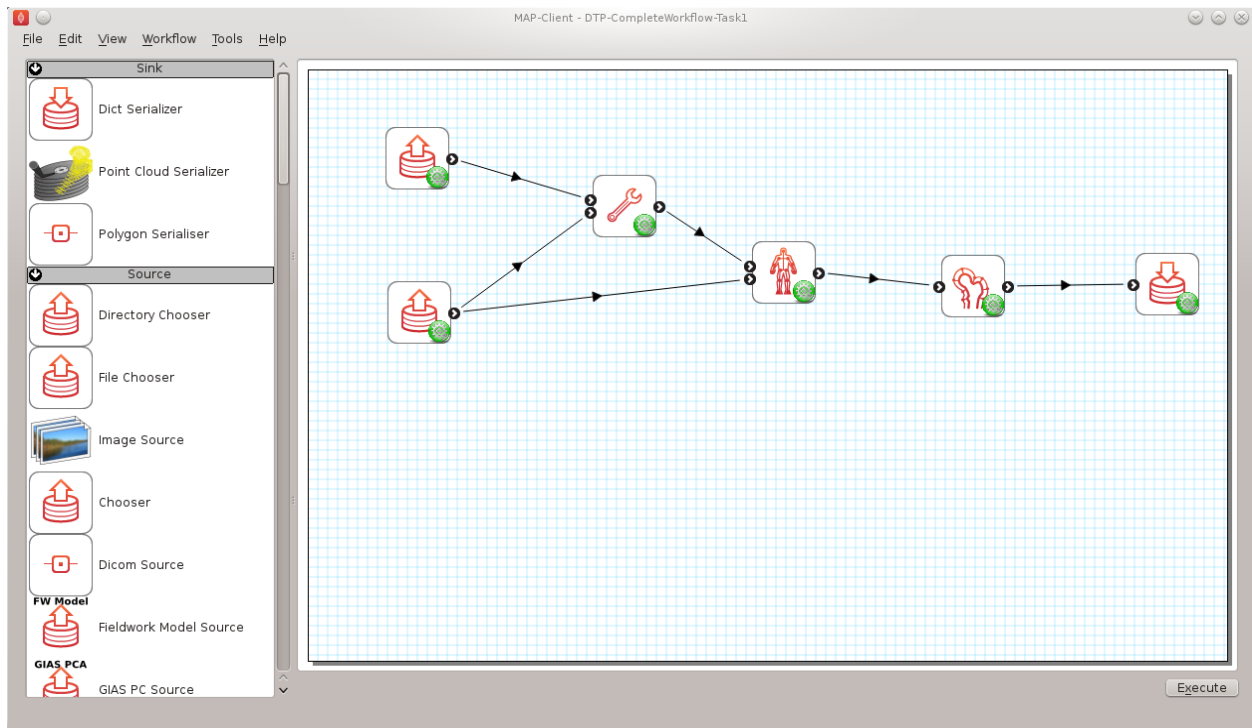 MAP-Client - DTP-CompleteWorkflow-Task1
File Edit View Workflow Tools Help
Sink
Dict Serializer
Point Cloud Serializer
Polygon Serialiser
Source
Directory Chooser
File Chooser
Image Source
Chooser
Dicom Source
FW Model
Fieldwork Model Source
GIAS PCA
GIAS PC Source
Execute